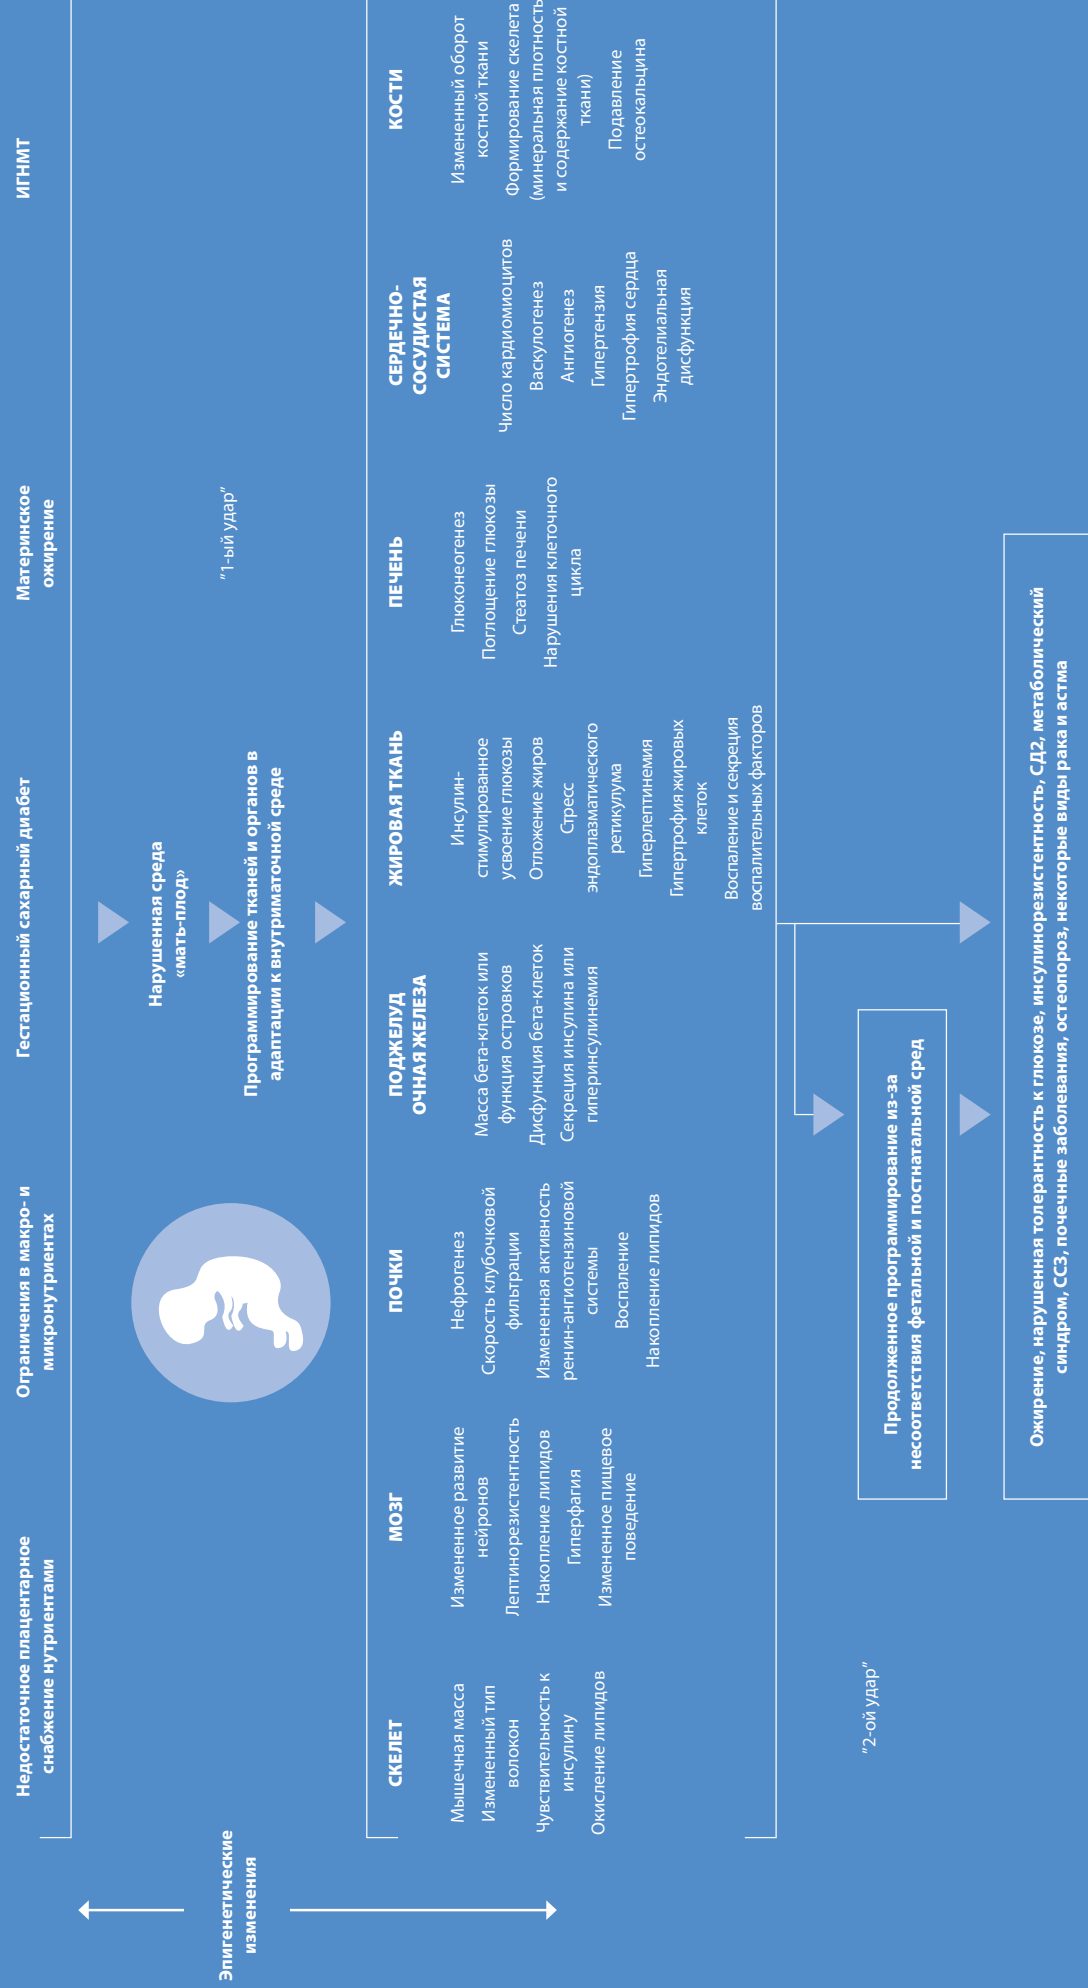 Недостаточное плацентарное
снабжение нутриентами
Ограничения в макро- и
микронутриентах
Гестационный сахарный диабет
Материнское
ожирение
ИГНМТ
Эпигенетические
изменения
Нарушенная среда
«мать-плод»
"1-ый удар"
Программирование тканей и органов в
адаптации к внутриматочной среде
СКЕЛЕТ
Мышечная масса
Измененный тип
волокон
Чувствительность к
инсулину
Окисление липидов
МОЗГ
Измененное развитие
нейронов
Лептинорезистентность
Накопление липидов
Гиперфагия
Измененное пищевое
поведение
ПОЧКИ
Нефрогенез
Скорость клубочковой
фильтрации
Измененная активность
ренин-ангиотензиновой
системы
Воспаление
Накопление липидов
ПОДЖЕЛУД
ОЧНАЯ ЖЕЛЕЗА
Масса бета-клеток или
функция островков
Дисфункция бета-клеток
Секреция инсулина или
гиперинсулинемия
ЖИРОВАЯ ТКАНЬ
Инсулин-
стимулированное
усвоение глюкозы
Отложение жиров
Стресс
эндоплазматического
ретикулума
Гиперлептинемия
Гипертрофия жировых
клеток
Воспаление и секреция
воспалительных факторов
ПЕЧЕНЬ
Глюконеогенез
Поглощение глюкозы
Стеатоз печени
Нарушения клеточного
цикла
СЕРДЕЧНО-
СОСУДИСТАЯ
СИСТЕМА
Число кардиомиоцитов
Васкулогенез
Ангиогенез
Гипертензия
Гипертрофия сердца
Эндотелиальная
дисфункция
КОСТИ
Измененный оборот
костной ткани
Формирование скелета
(минеральная плотность
и содержание костной
ткани)
Подавление
остеокальцина
"2-ой удар"
Продолженное программирование из-за
несоответствия фетальной и постнатальной сред
Ожирение, нарушенная толерантность к глюкозе, инсулинорезистентность, СД2, метаболический
синдром, ССЗ, почечные заболевания, остеопороз, некоторые виды рака и астма